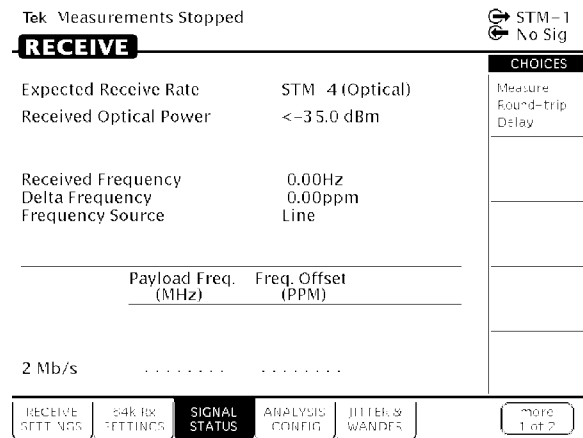 Tek Measurements Stopped
STM-1
No Sig
RECEIVE
CHOICES
Expected Receive Rate STM 4 (Optical)
Received Optical Power <-35.0 dBm
Measure
Round-trip
Delay
Received Frequency 0.00Hz
Delta Frequency 0.00ppm
Frequency Source Line
Payload Freq. Freq. Offset
(MHz) (PPM)
2 Mb/s ........ ........
RECEIVE SETTINGS
64k Rx SETTINGS
SIGNAL STATUS
ANALYSIS CONFIG
JITTER & WANDER
more
1 of 2